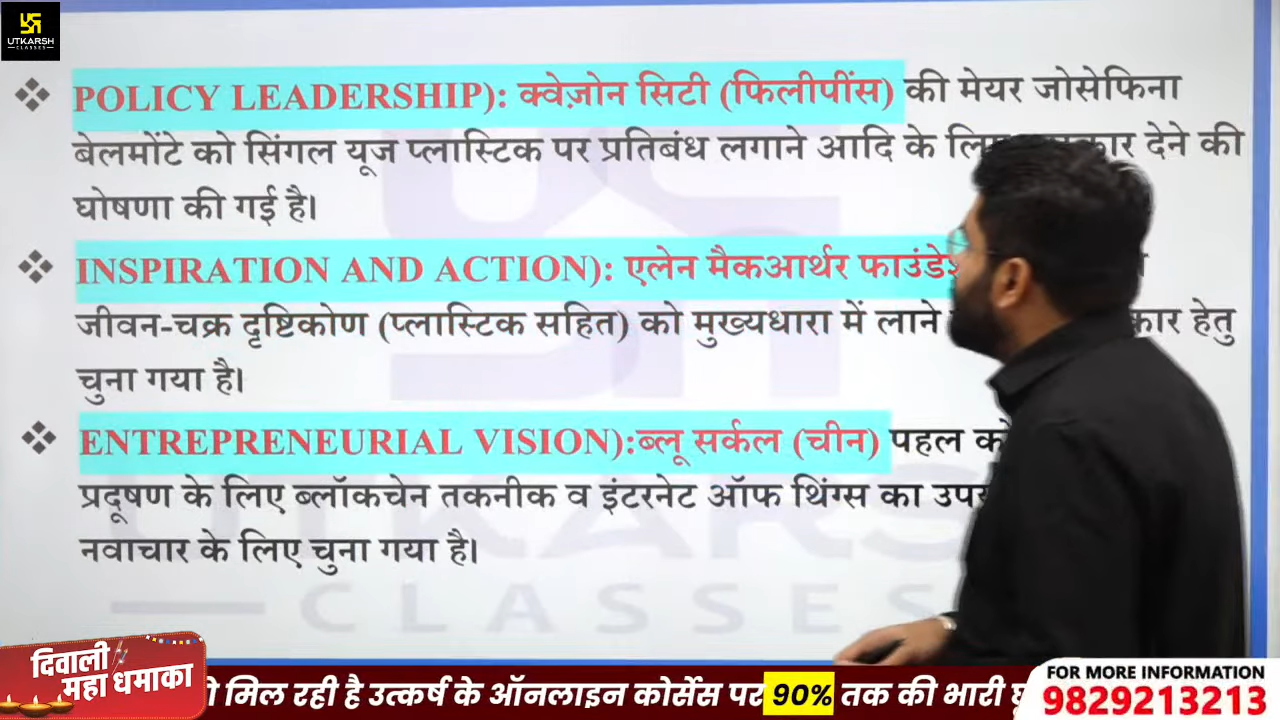 UTKARSH
CLASSES
❖ POLICY LEADERSHIP): क्वेज़ोन सिटी (फिलीपींस) की मेयर जोसेफिना
बेलमोंटे को सिंगल यूज प्लास्टिक पर प्रतिबंध लगाने आदि के देने की
घोषणा की गई है।
❖ INSPIRATION AND ACTION): एलेन मैकआर्थर
जीवन-चक्र दृष्टिकोण (प्लास्टिक सहित) को मुख्यधारा में लाने हेतु
चुना गया है।
❖ ENTREPRENEURIAL VISION):ब्लू सर्कल (चीन) पहल
प्रदूषण के लिए ब्लॉकचेन तकनीक व इंटरनेट ऑफ थिंग्स का
नवाचार के लिए चुना गया है।
UTKARSH
CLASSES
दिवाली
महा धमाका
मिल रही है उत्कर्ष के ऑनलाइन कोर्सेस पर 90% तक की भारी
FOR MORE INFORMATION
9829213213